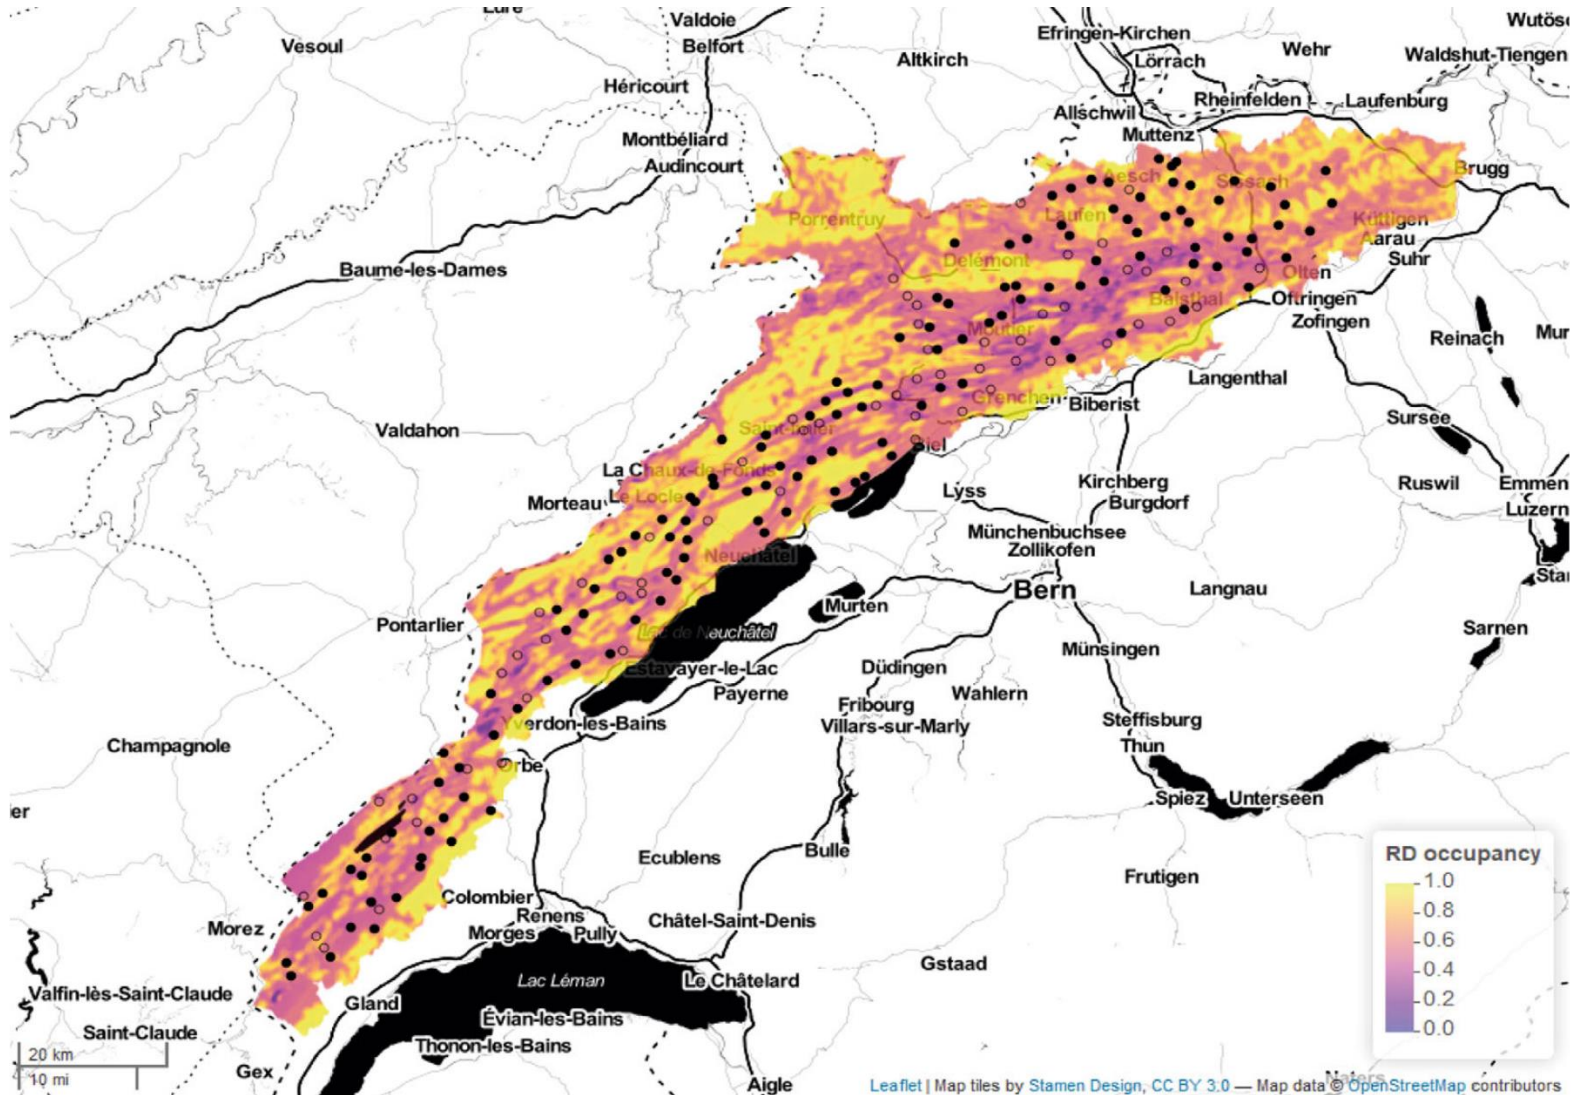 Lure
Valdoie
Wutösc
Efringen-Kirchen
Vesoul
Belfort
Wehr
Altkirch
Lörrach
Waldshut-Tiengen
Héricourt
Rheinfelden
Laufenburg
Allschwil
Montbéliard
Muttenz
Audincourt
Brugg
Aesch
Sissach
Porrentruy
Laufen
Küttigen
Aarau
Delémont
Suhr
Baume-les-Dames
Olten
Balsthal
Oftringen
Zofingen
Moutier
Reinach
Mur
Langenthal
Grenchen
Biberist
Sursee
Valdahon
Saint-Imier
Biel
La Chaux-de-Fonds
Kirchberg
Ruswil
Emmen
Morteau
Le Locle
Lyss
Burgdorf
Luzern
Münchenbuchsee
Zollikofen
Neuchâtel
Sta
Bern
Langnau
Murten
Pontarlier
Lac de Neuchâtel
Sarnen
Münsingen
Estavayer-le-Lac
Düdingen
Payerne
Wahlern
Fribourg
Villars-sur-Marly
Steffisburg
Yverdon-les-Bains
Champagnole
Thun
Orbe
Spiez
Unterseen
ier
Bulle
Ecublens
RD occupancy
Frutigen
1.0
Colombier
0.8
Renens
Châtel-Saint-Denis
Morez
Morges
Pully
0.6
Gstaad
0.4
Lac Léman
Le Châtelard
Valfin-lès-Saint-Claude
Gland
0.2
Évian-les-Bains
0.0
Saint-Claude
Thonon-les-Bains
20 km
Gex
10 mi
Naters
Aigle
Leaflet | Map tiles by Stamen Design, CC BY 3.0 — Map data © OpenStreetMap contributors